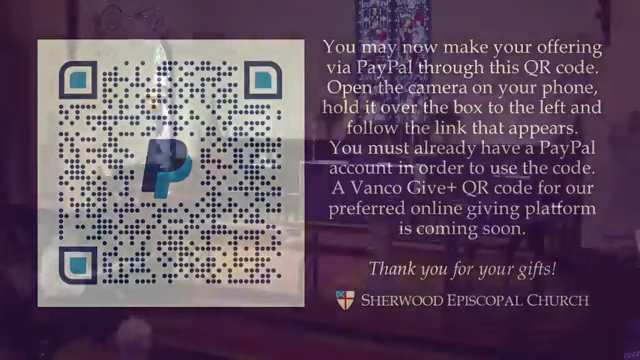 You may now make your offering
via PayPal through this QR code.
Open the camera on your phone,
hold it over the box to the left and
follow the link that appears.
You must already have a PayPal
account in order to use the code.
A Vanco Give+ QR code for our
preferred online giving platform
is coming soon.
Thank you for your gifts!
SHERWOOD EPISCOPAL CHURCH